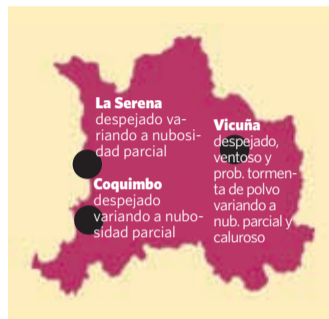 La Serena
despejado va-
riando a nubosi-
dad parcial
Coquimbo
despejado
variando a nubo-
sidad parcial
Vicuña
despejado,
ventoso y
prob. tormen-
ta de polvo
variando a
nub. parcial y
caluroso